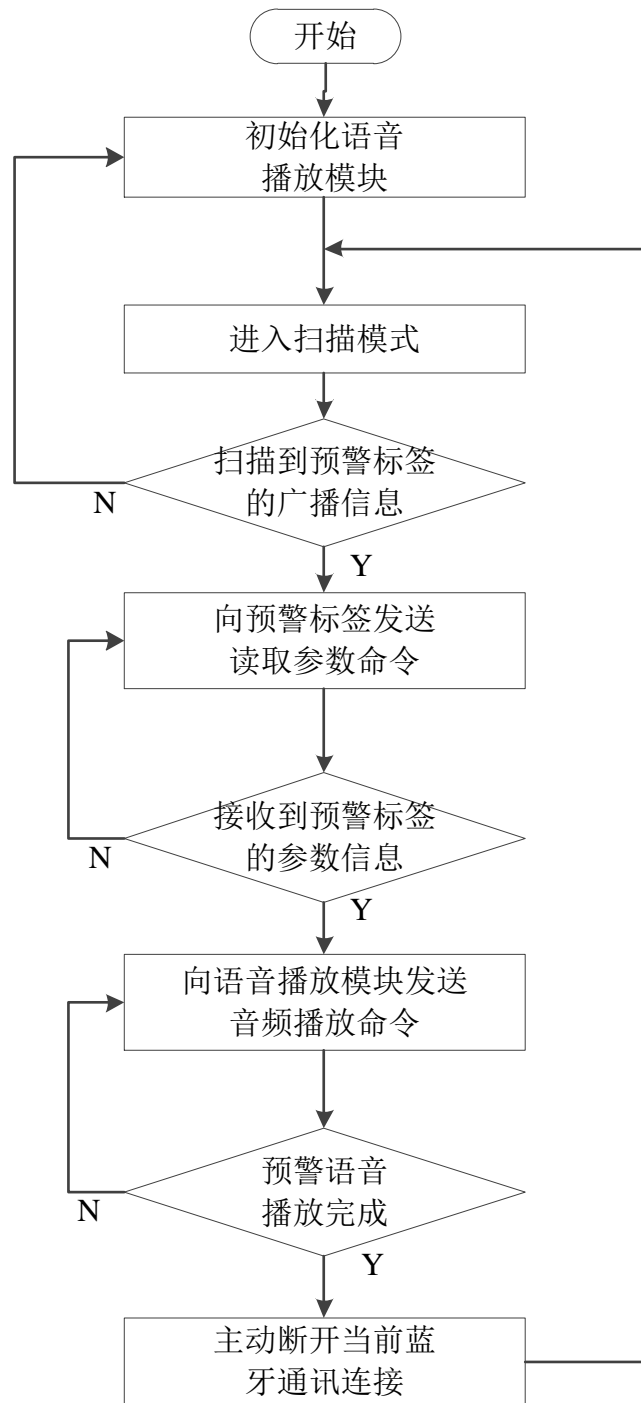 开始
初始化语音
播放模块
进入扫描模式
扫描到预警标签
的广播信息
N
Y
向预警标签发送
读取参数命令
接收到预警标签
的参数信息
N
Y
向语音播放模块发送
音频播放命令
预警语音
播放完成
N
Y
主动断开当前蓝
牙通讯连接